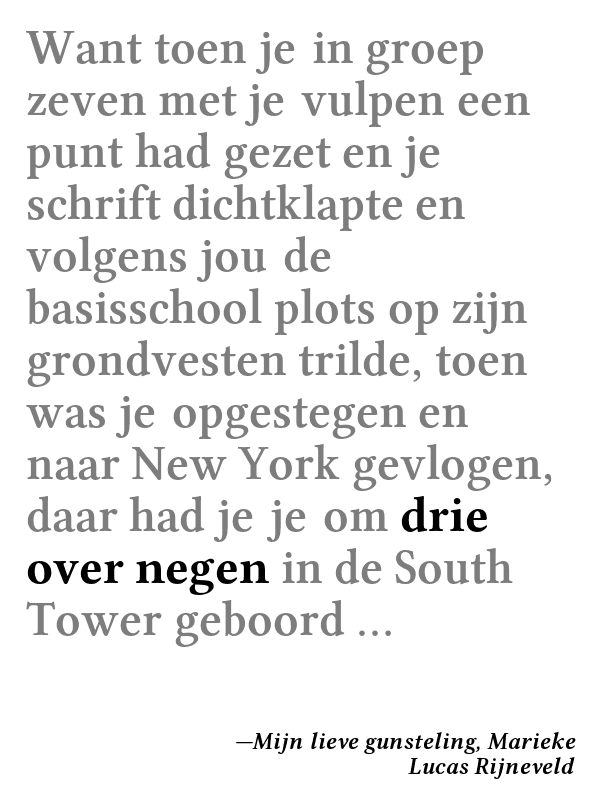 Want toen je in groep
zeven met je vulpen een
punt had gezet en je
schrift dichtklapte en
volgens jou de
basisschool plots op zijn
grondvesten trilde, toen
was je opgestegen en
naar New York gevlogen,
daar had je je om drie
over negen in de South
Tower geboord ...
—Mijn lieve gunsteling, Marieke
Lucas Rijneveld